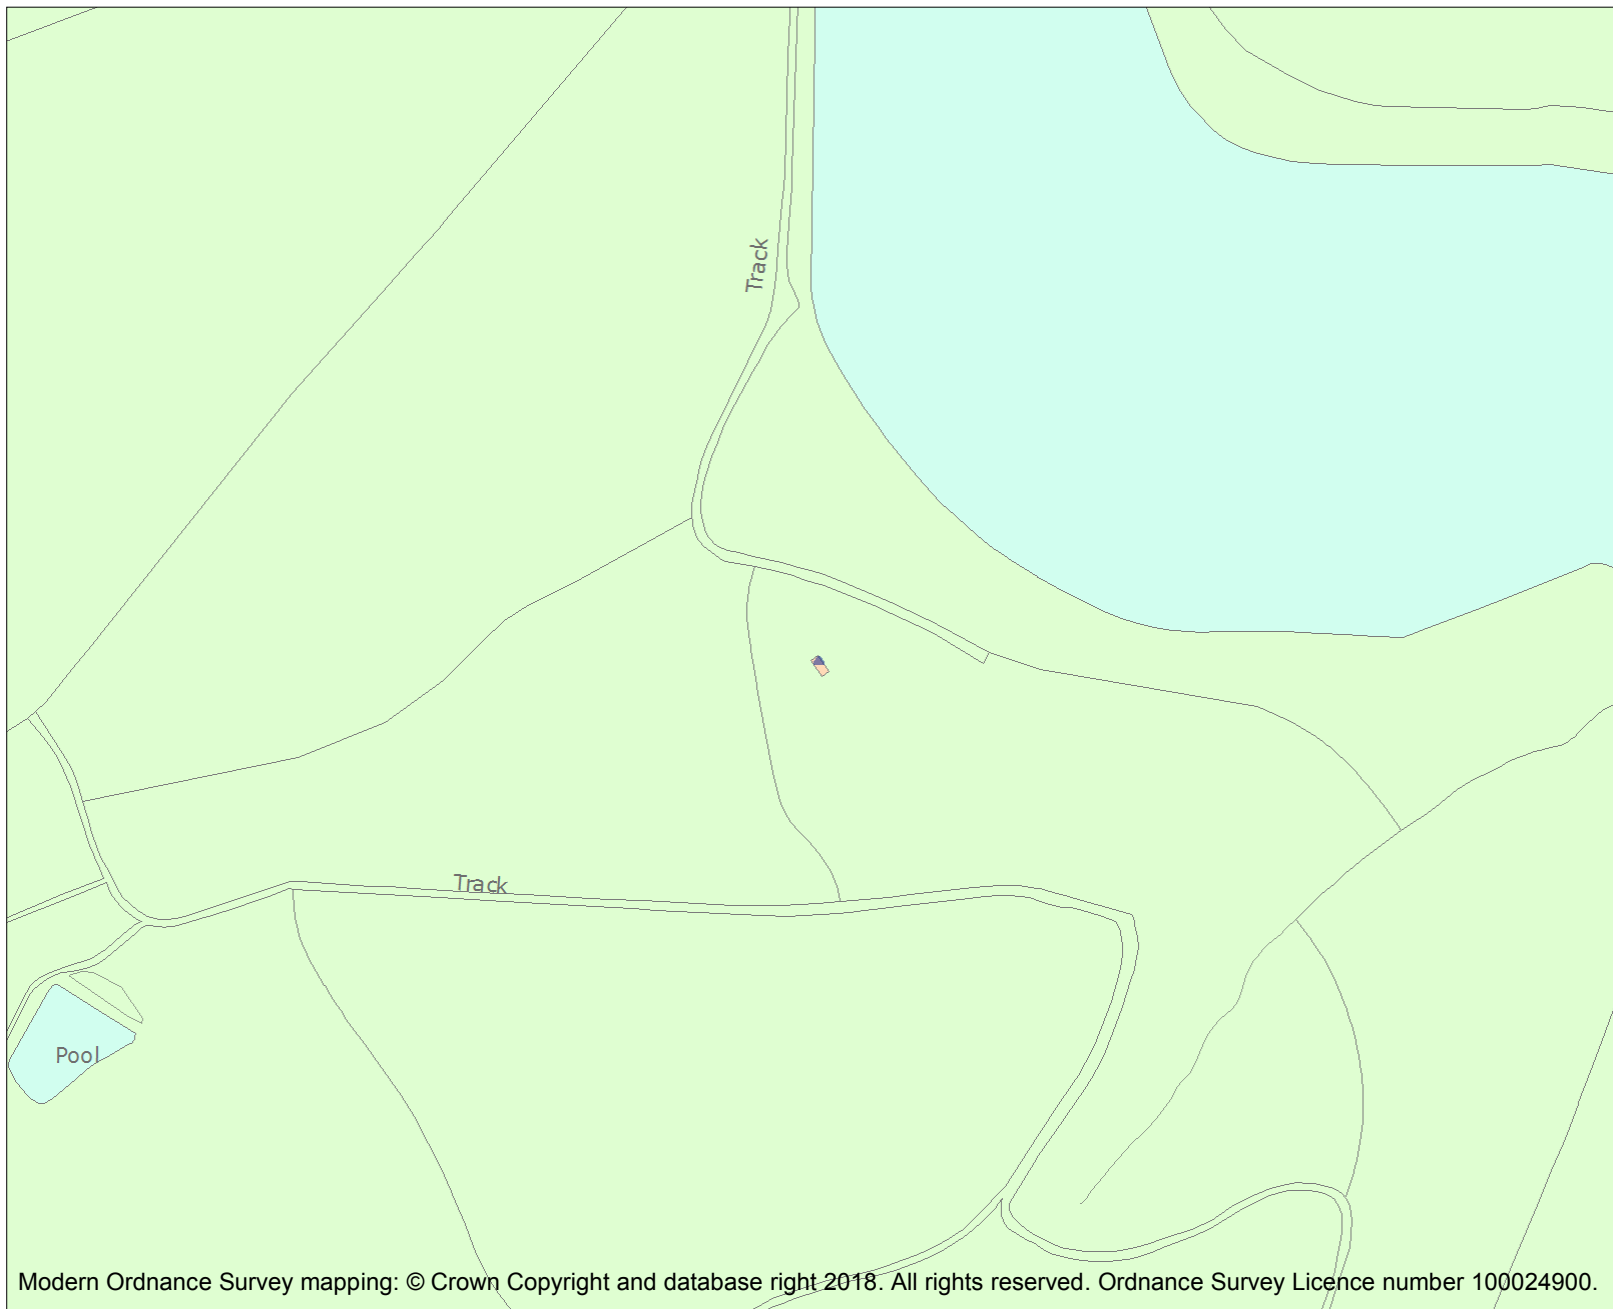 Track
Track
Pool
Modern Ordnance Survey mapping: © Crown Copyright and database right 2018. All rights reserved. Ordnance Survey Licence number 100024900.